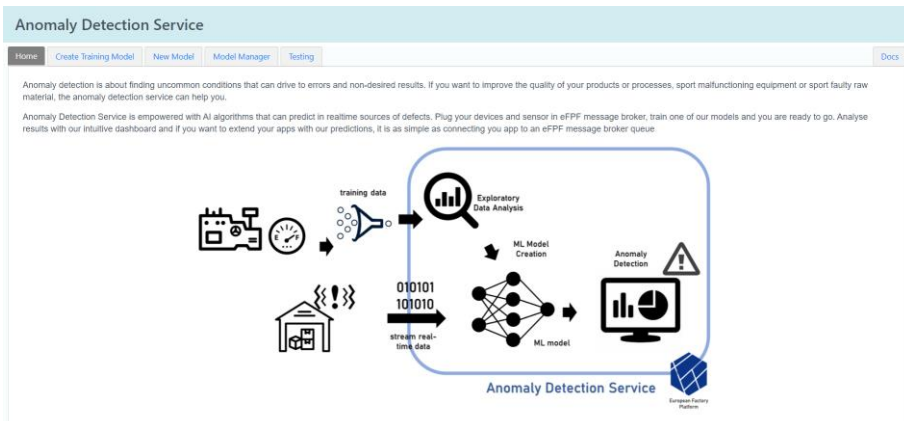 Anomaly Detection Service
Home Create Training Model New Model Model Manager Testing Docs
Anomaly detection is about finding uncommon conditions that can drive to errors and non-desired results. If you want to improve the quality of your products or processes, sport malfunctioning equipment or sport faulty raw
material, the anomaly detection service can help you.
Anomaly Detection Service is empowered with AI algorithms that can predict in realtime sources of defects. Plug your devices and sensor in eFPF message broker, train one of our models and you are ready to go. Analyse
results with our intuitive dashboard and if you want to extend your apps with our predictions, it is as simple as connecting you app to an eFPF message broker queue
training data
Exploratory
Data Analysis
E F
ML Model
Creation
Anomaly
Detection
010101
101010
stream real-
time data
ML model
Anomaly Detection Service
European Factory
Platform